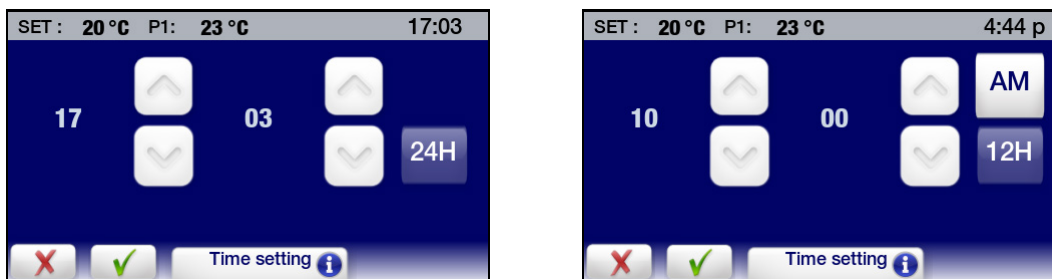 SET : 20 °C P1: 23 °C 17:03
17 03
24H
Time setting
SET : 20 °C P1: 23 °C 4:44 p
AM
10 00
12H
Time setting